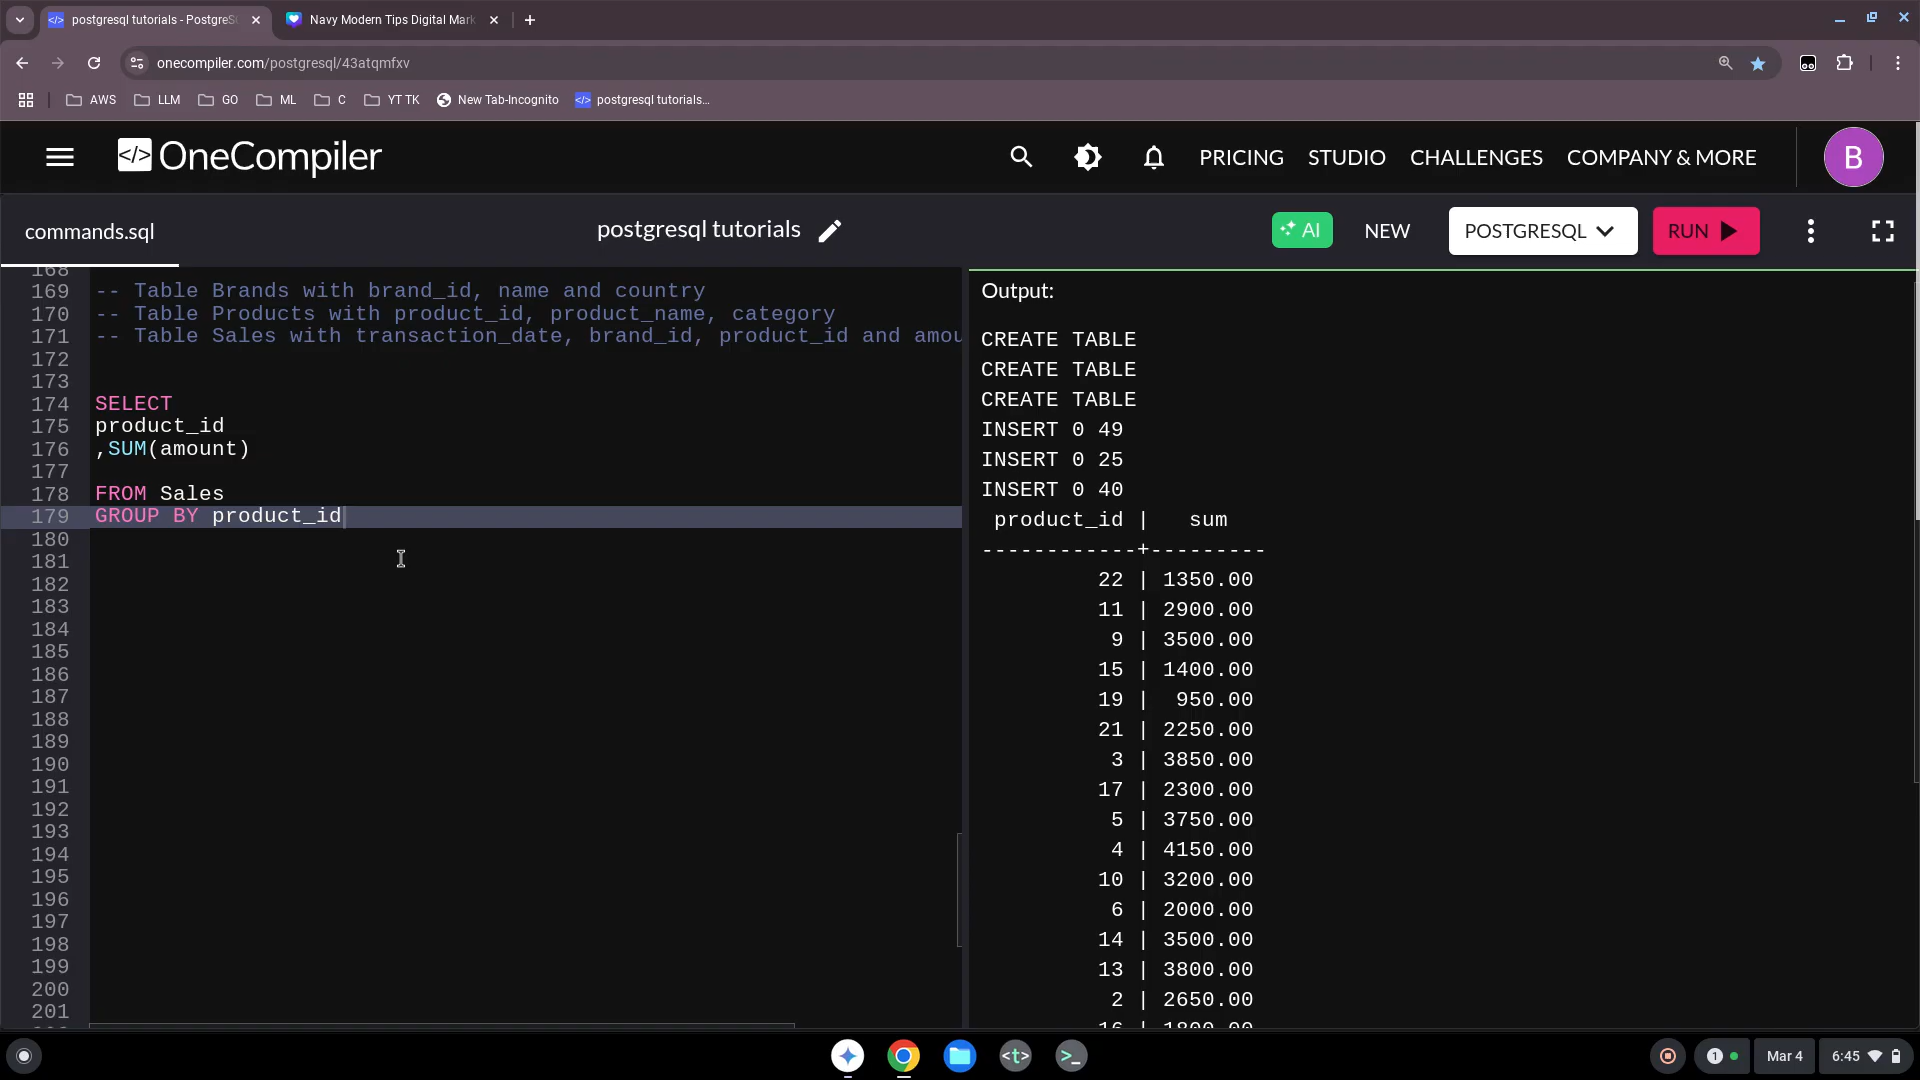 postgresql tutorials - PostgreS
Navy Modern Tips Digital Mark
onecompiler.com/postgresql/43atqmfxv
AWS
LLM
GO
ML
C
YT TK
New Tab-Incognito
</> postgresql tutorials...
</> OneCompiler
PRICING
STUDIO
CHALLENGES
COMPANY & MORE
B
commands.sql
postgresql tutorials
AI
NEW
POSTGRESQL
RUN
168
169 -- Table Brands with brand_id, name and country
170 -- Table Products with product_id, product_name, category
171 -- Table Sales with transaction_date, brand_id, product_id and amou
172
173
174 SELECT
175 product_id
176 ,SUM(amount)
177
178 FROM Sales
179 GROUP BY product_id
180
181
182
183
184
185
186
187
188
189
190
191
192
193
194
195
196
197
198
199
200
201
Output:
CREATE TABLE
CREATE TABLE
CREATE TABLE
INSERT 0 49
INSERT 0 25
INSERT 0 40
product_id | sum
------------+---------
22 | 1350.00
11 | 2900.00
9 | 3500.00
15 | 1400.00
19 | 950.00
21 | 2250.00
3 | 3850.00
17 | 2300.00
5 | 3750.00
4 | 4150.00
10 | 3200.00
6 | 2000.00
14 | 3500.00
13 | 3800.00
2 | 2650.00
16 | 1800.00
<t>
>_
1
Mar 4
6:45